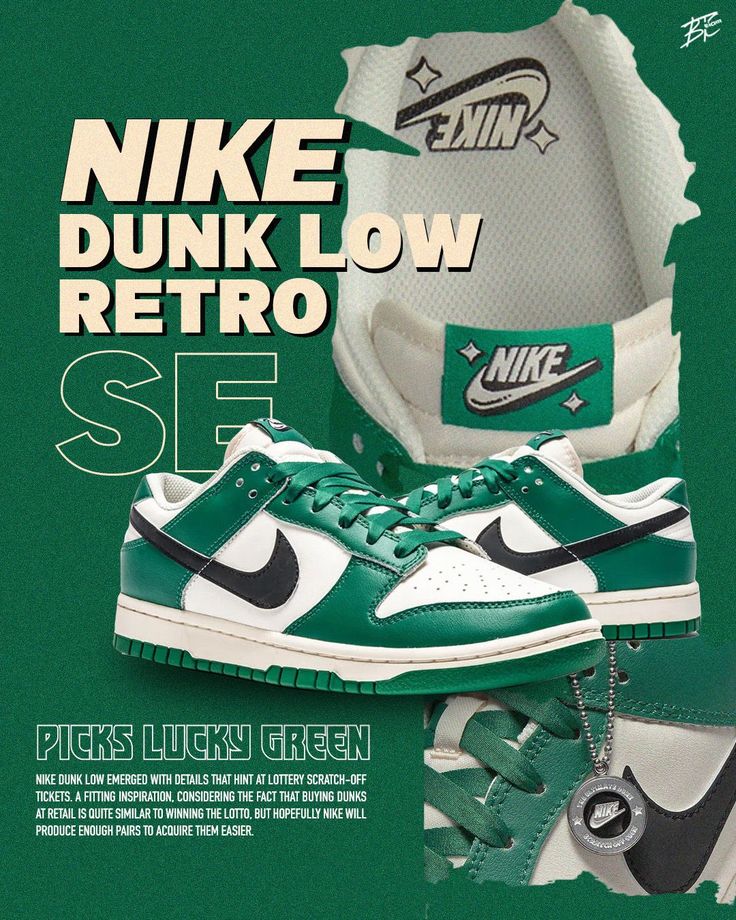 NIKE
DUNK LOW
RETRO
SE
NIKE
NIKE
PICKS LUCKY GREEN
NIKE DUNK LOW EMERGED WITH DETAILS THAT HINT AT LOTTERY SCRATCH-OFF
TICKETS. A FITTING INSPIRATION, CONSIDERING THE FACT THAT BUYING DUNKS
AT RETAIL IS QUITE SIMILAR TO WINNING THE LOTTO, BUT HOPEFULLY NIKE WILL
PRODUCE ENOUGH PAIRS TO ACQUIRE THEM EASIER.
NIKE